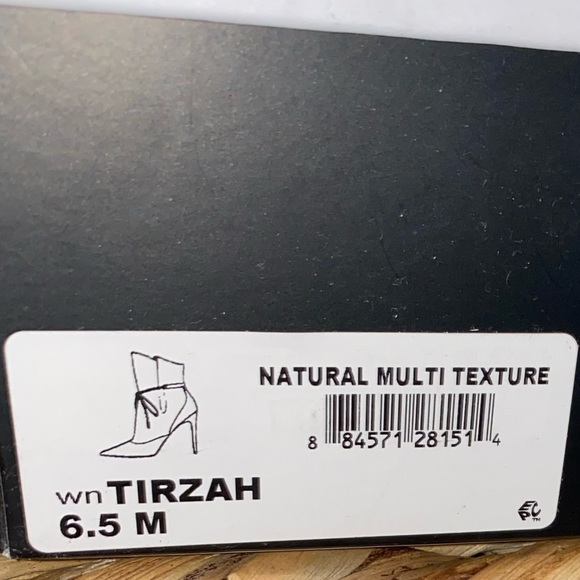 NATURAL MULTI TEXTURE
8 84571 28151 4
wn TIRZAH
6.5 M